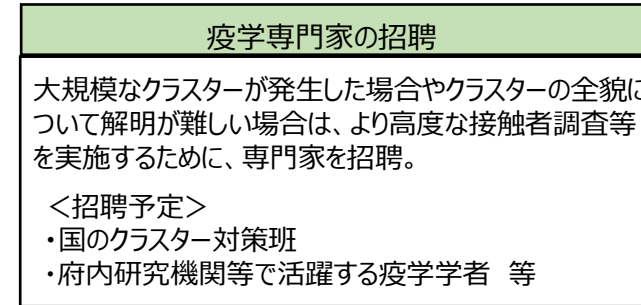 疫学専門家の招聘
大規模なクラスターが発生した場合やクラスターの全貌に
ついて解明が難しい場合は、より高度な接触者調査等
を実施するために、専門家を招聘。
＜招聘予定＞
・国のクラスター対策班
・府内研究機関等で活躍する疫学学者 等